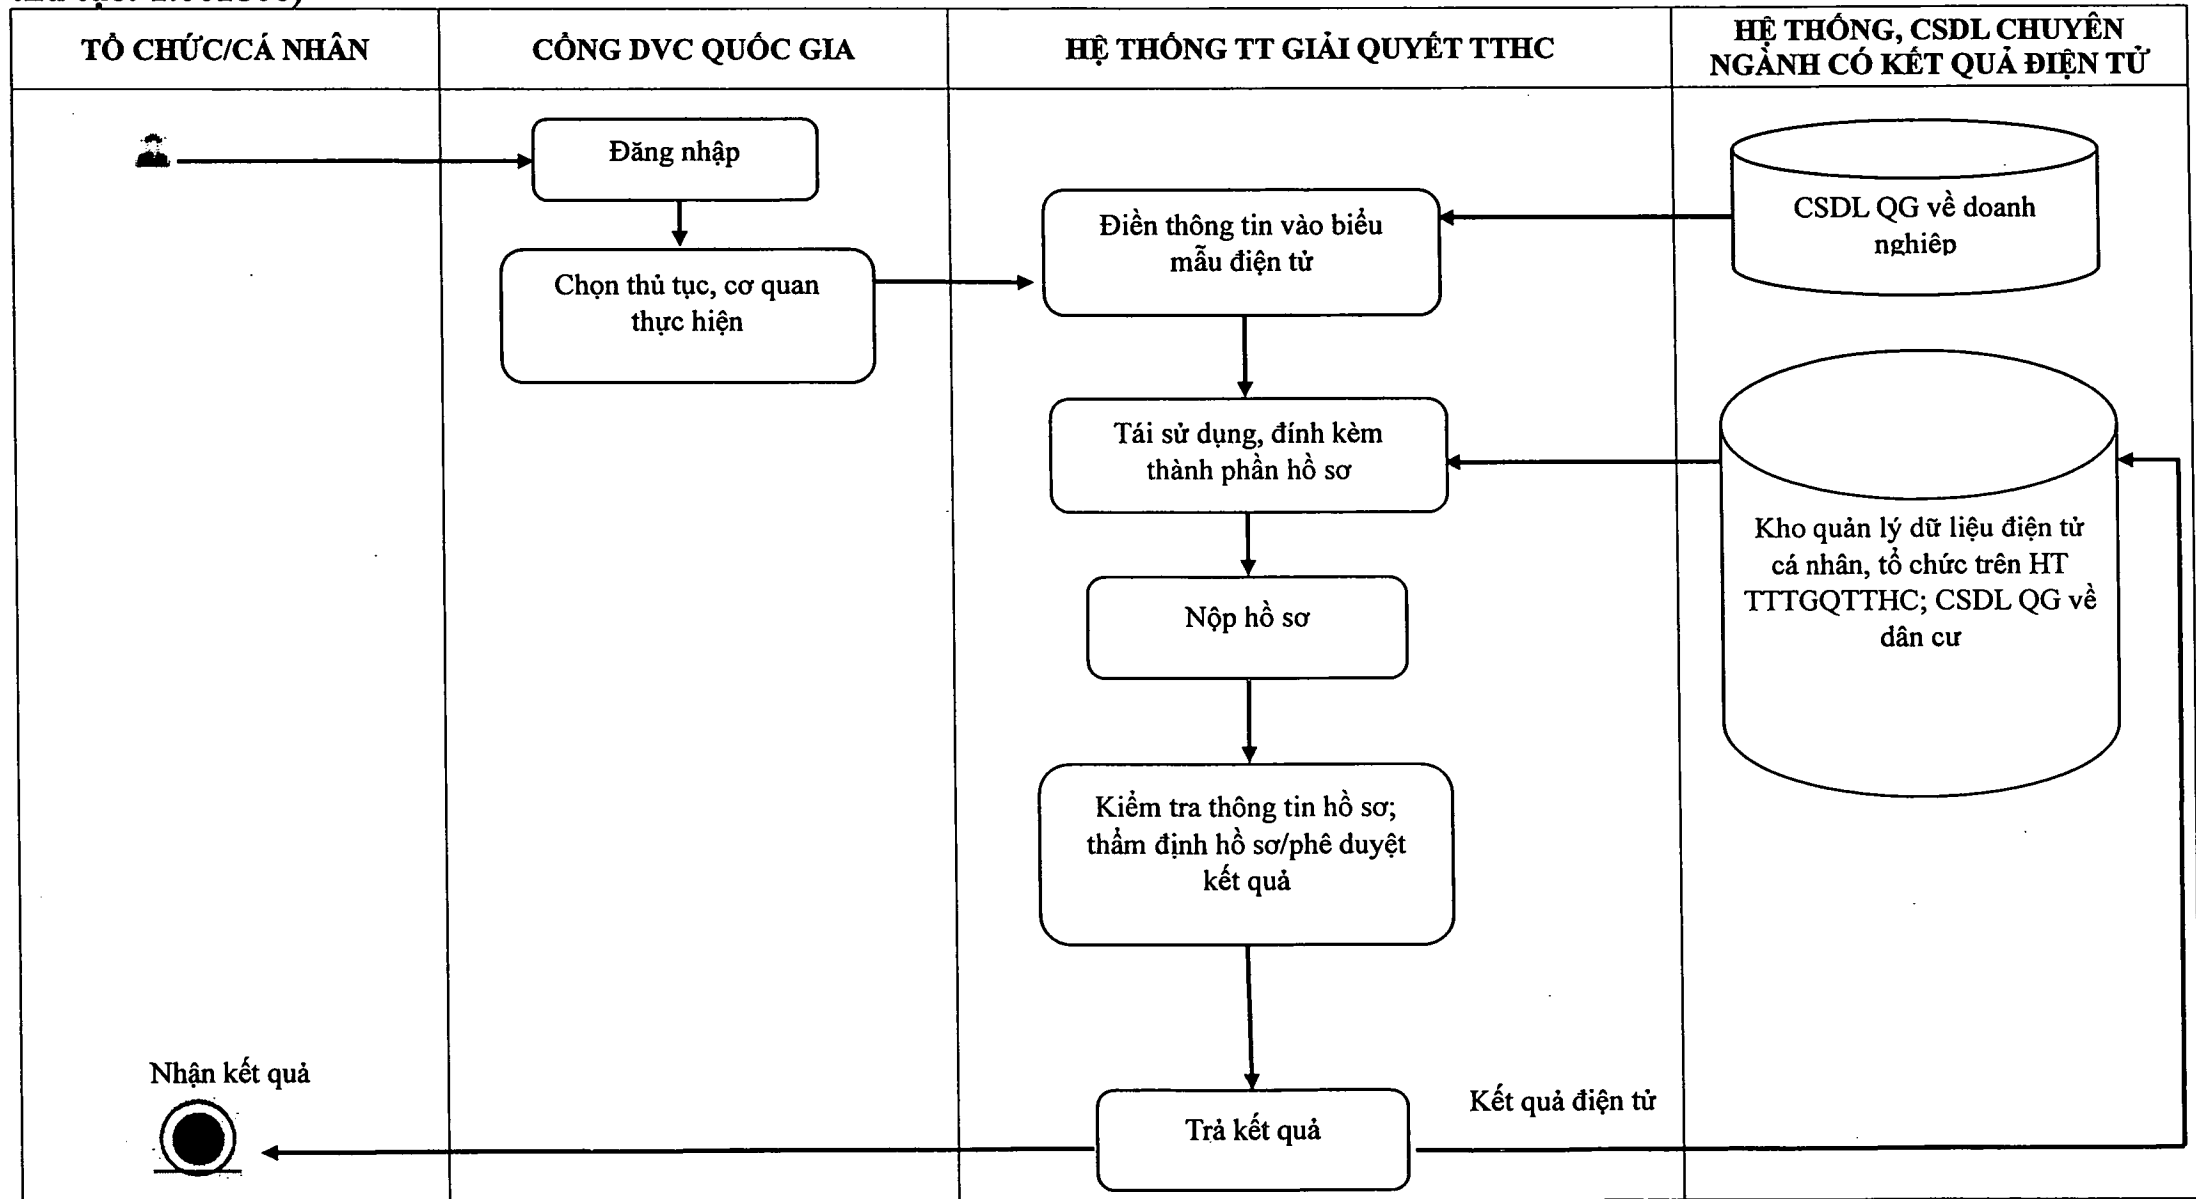 TỔ CHỨC/CÁ NHÂN
CỔNG DVC QUỐC GIA
HỆ THỐNG TT GIẢI QUYẾT TTHC
HỆ THỐNG, CSDL CHUYÊN
NGÀNH CÓ KẾT QUẢ ĐIỆN TỬ
Đăng nhập
Chọn thủ tục, cơ quan
thực hiện
Điền thông tin vào biểu
mẫu điện tử
CSDL QG về doanh
nghiệp
Tái sử dụng, đính kèm
thành phần hồ sơ
Kho quản lý dữ liệu điện tử
cá nhân, tổ chức trên HT
TTTGQTTHC; CSDL QG về
dân cư
Nộp hồ sơ
Kiểm tra thông tin hồ sơ;
thẩm định hồ sơ/phê duyệt
kết quả
Nhận kết quả
Trả kết quả
Kết quả điện tử